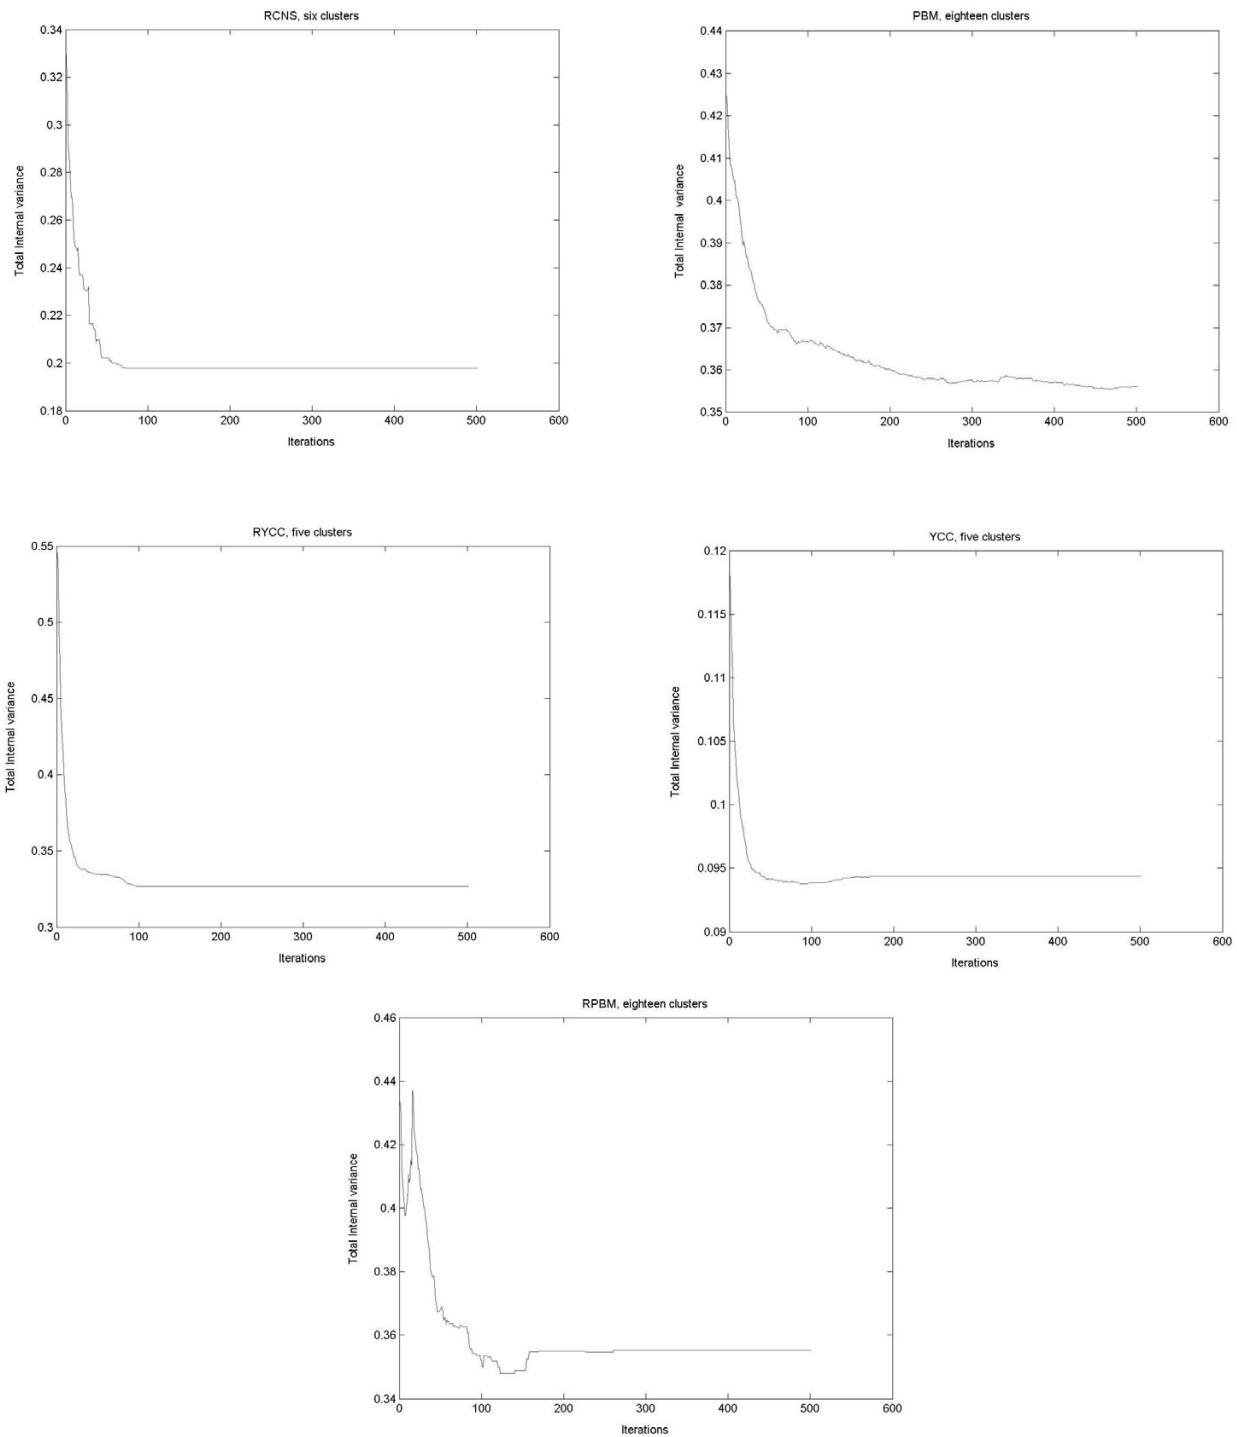 RCNS, six clusters
0.34
0.32
0.3
0.28
0.26
0.24
0.22
0.2
0.18
Total Internal variance
0 100 200 300 400 500 600
Iterations
PBM, eighteen clusters
0.44
0.43
0.42
0.41
0.4
0.39
0.38
0.37
0.36
0.35
Total Internal variance
0 100 200 300 400 500 600
Iterations
RYCC, five clusters
0.55
0.5
0.45
0.4
0.35
0.3
Total Internal variance
0 100 200 300 400 500 600
Iterations
YCC, five clusters
0.12
0.115
0.11
0.105
0.1
0.095
0.09
Total Internal variance
0 100 200 300 400 500 600
Iterations
RPBM, eighteen clusters
0.46
0.44
0.42
0.4
0.38
0.36
0.34
Total Internal variance
0 100 200 300 400 500 600
Iterations